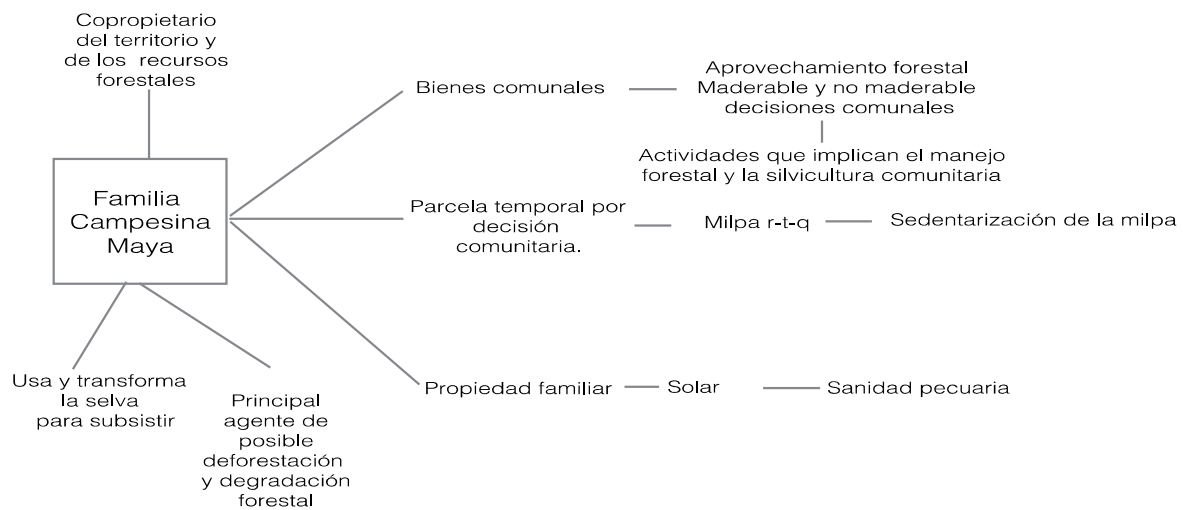 Copropietario
del territorio y
de los recursos
forestales
Familia
Campesina
Maya
Usa y transforma
la selva
para subsistir
Principal
agente de
posible
deforestación
y degradación
forestal
Bienes comunales
Aprovechamiento forestal
Maderable y no maderable
decisiones comunales
Actividades que implican el manejo
forestal y la silvicultura comunitaria
Parcela temporal por
decisión
comunitaria.
Milpa r-t-q
Sedentarización de la milpa
Propiedad familiar
Solar
Sanidad pecuaria